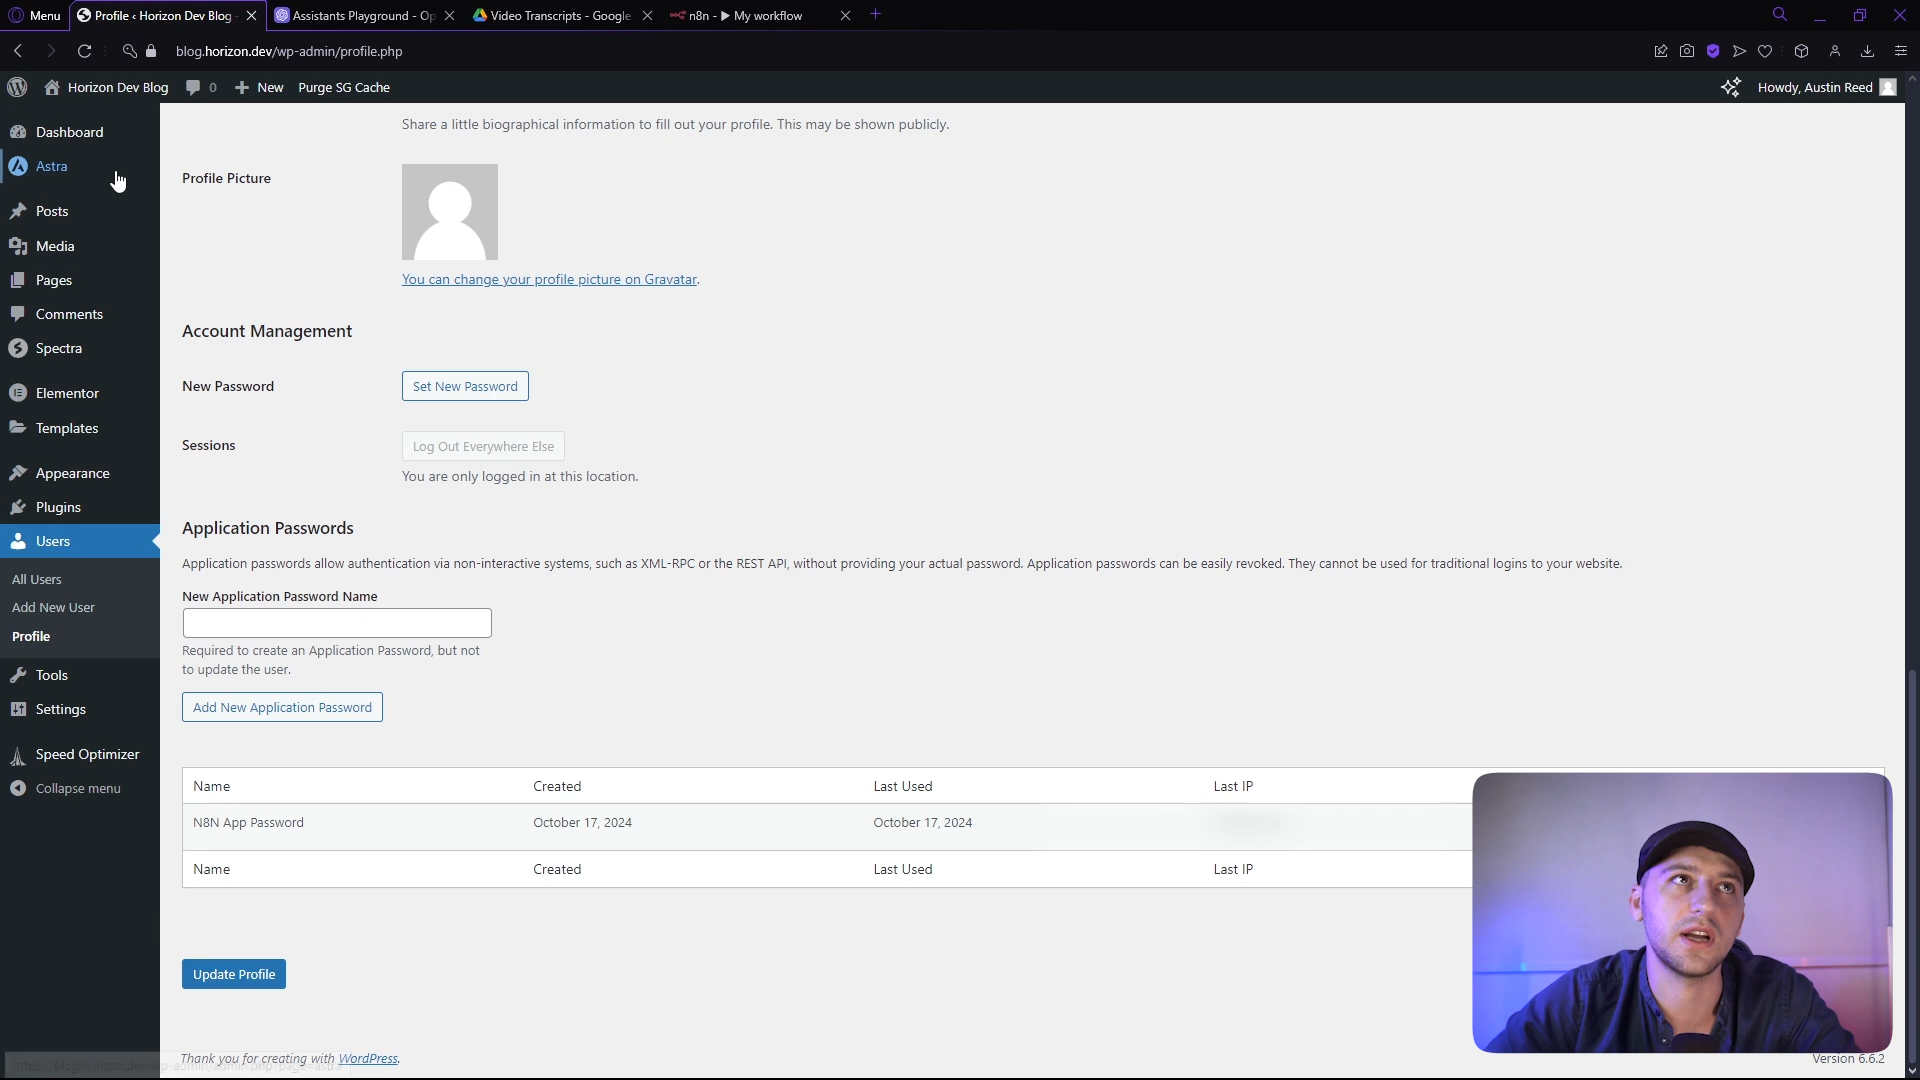 Menu
Profile ‹ Horizon Dev Blog
Assistants Playground - Op
Video Transcripts - Google
n8n - ▶ My workflow
blog.horizon.dev/wp-admin/profile.php
Horizon Dev Blog
0
New
Purge SG Cache
Howdy, Austin Reed
Dashboard
Astra
Posts
Media
Pages
Comments
Spectra
Elementor
Templates
Appearance
Plugins
Users
All Users
Add New User
Profile
Tools
Settings
Speed Optimizer
Collapse menu
Share a little biographical information to fill out your profile. This may be shown publicly.
Profile Picture
You can change your profile picture on Gravatar.
Account Management
New Password
Set New Password
Sessions
Log Out Everywhere Else
You are only logged in at this location.
Application Passwords
Application passwords allow authentication via non-interactive systems, such as XML-RPC or the REST API, without providing your actual password. Application passwords can be easily revoked. They cannot be used for traditional logins to your website.
New Application Password Name
Required to create an Application Password, but not
to update the user.
Add New Application Password
Name Created Last Used Last IP
N8N App Password October 17, 2024 October 17, 2024
Name Created Last Used Last IP
Update Profile
Thank you for creating with WordPress.
Version 6.6.2